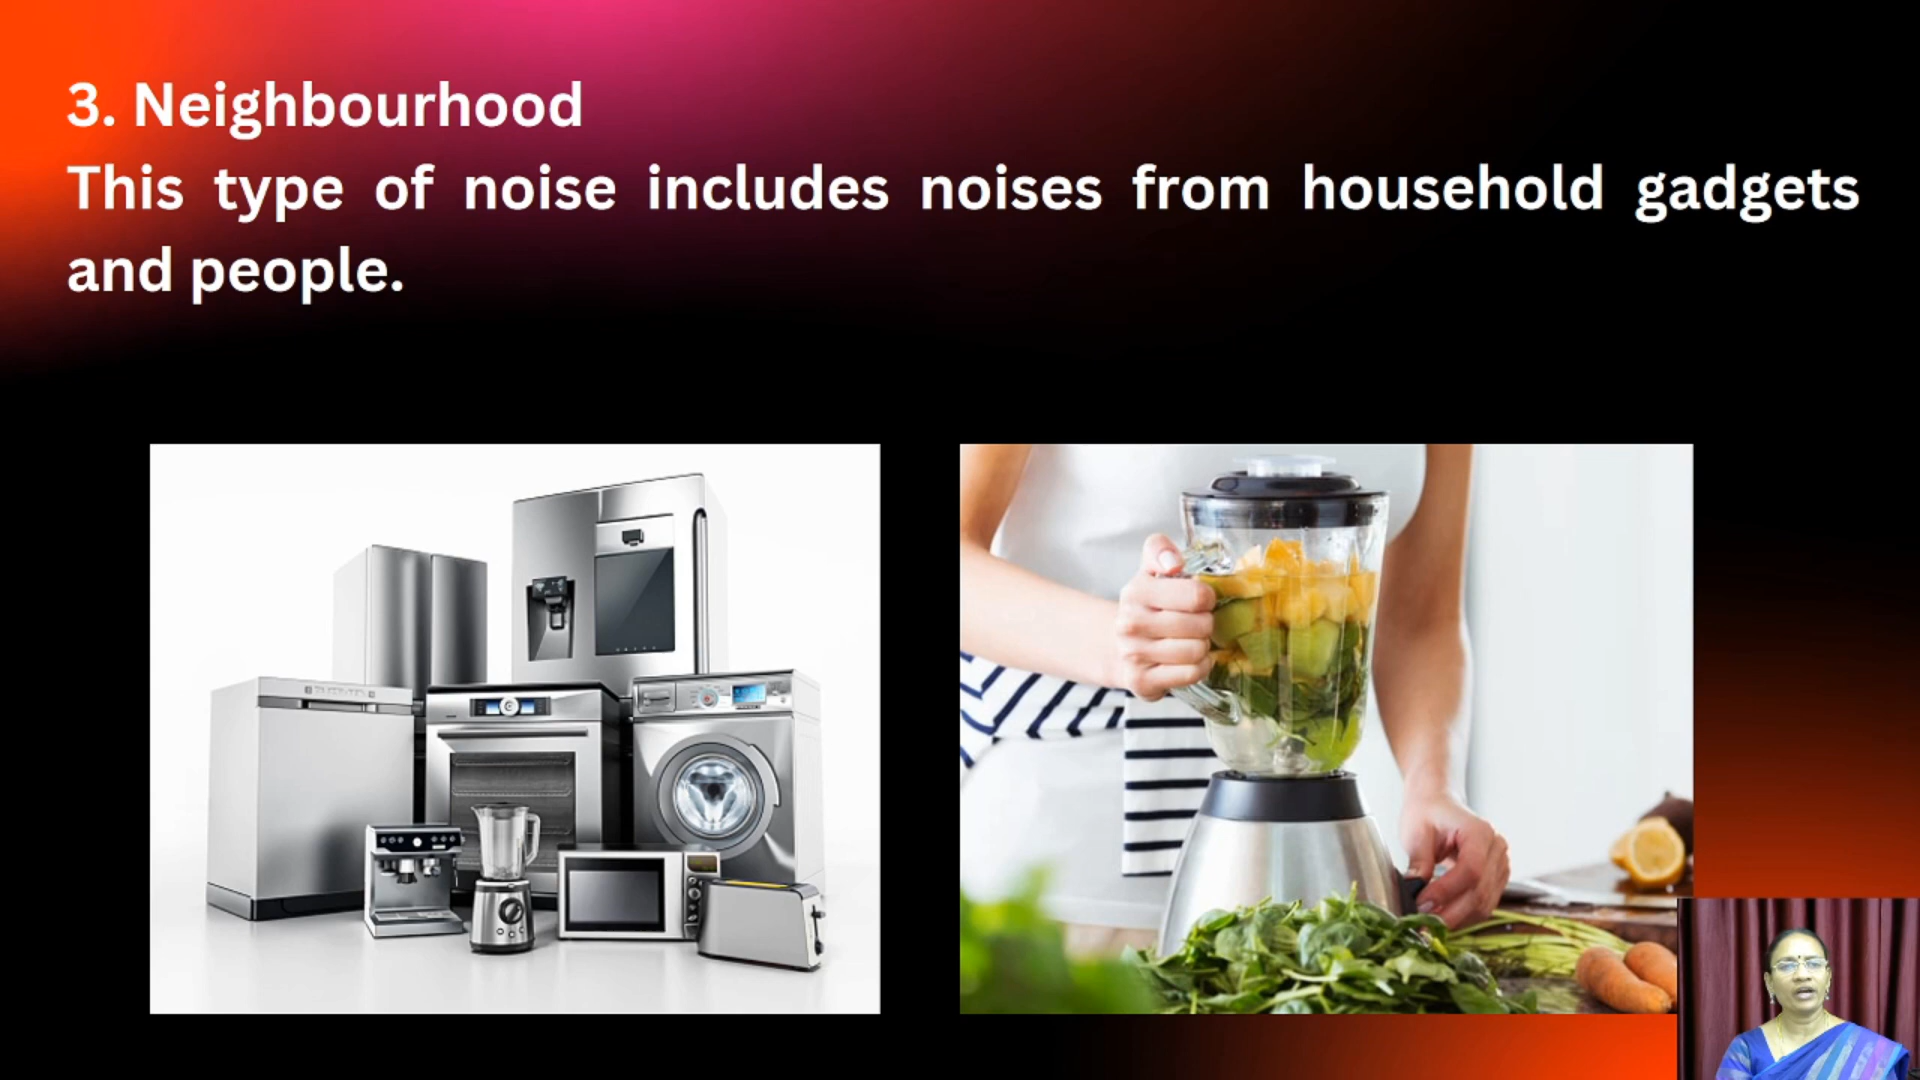 3. Neighbourhood
This type of noise includes noises from household gadgets
and people.